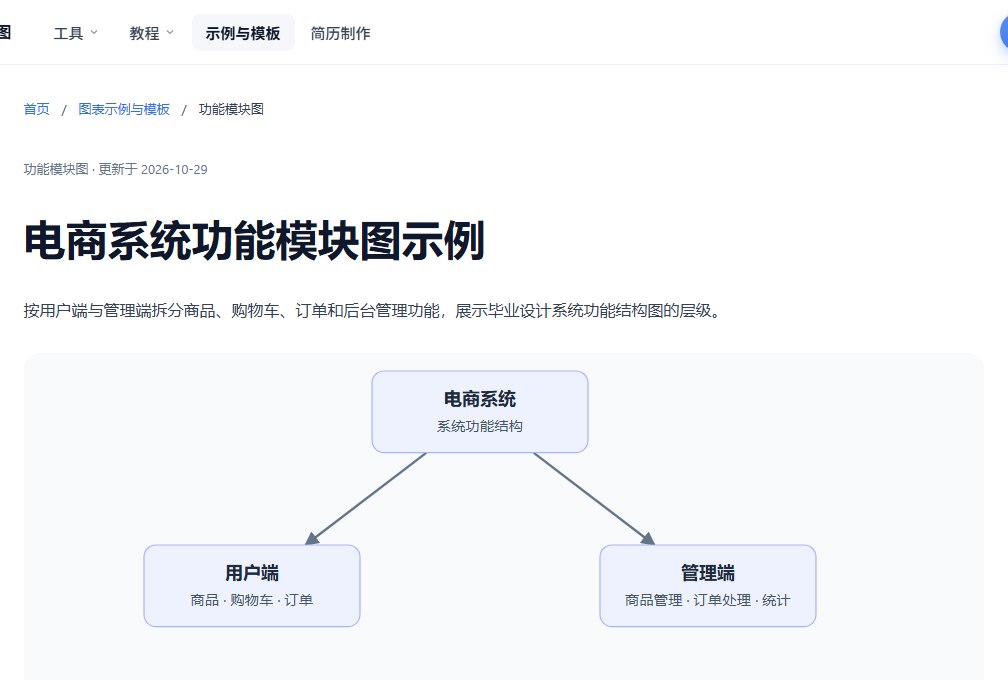 图 工具 教程 示例与模板 简历制作
首页 / 图表示例与模板 / 功能模块图
功能模块图 · 更新于 2026-10-29
电商系统功能模块图示例
按用户端与管理端拆分商品、购物车、订单和后台管理功能，展示毕业设计系统功能结构图的层级。
电商系统
系统功能结构
用户端
商品 · 购物车 · 订单
管理端
商品管理 · 订单处理 · 统计